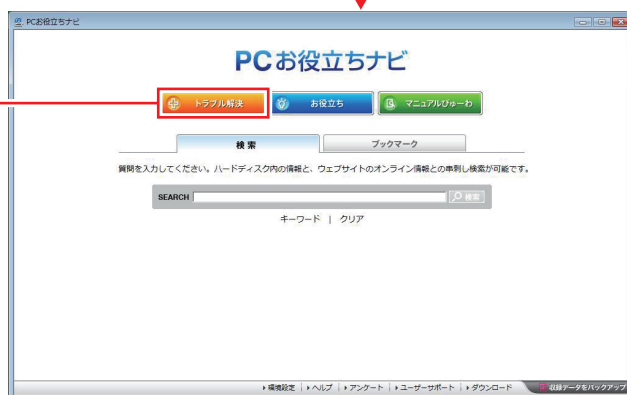 PCお役立ちナビ
PCお役立ちナビ
トラブル解決
お役立ち
マニュアルびゅーわ
検索
ブックマーク
質問を入力してください。ハードディスク内の情報と、ウェブサイトのオンライン情報との串刺し検索が可能です。
SEARCH 検索
キーワード | クリア
環境設定 | ヘルプ | アンケート | ユーザーサポート | ダウンロード
収録データをバックアップ